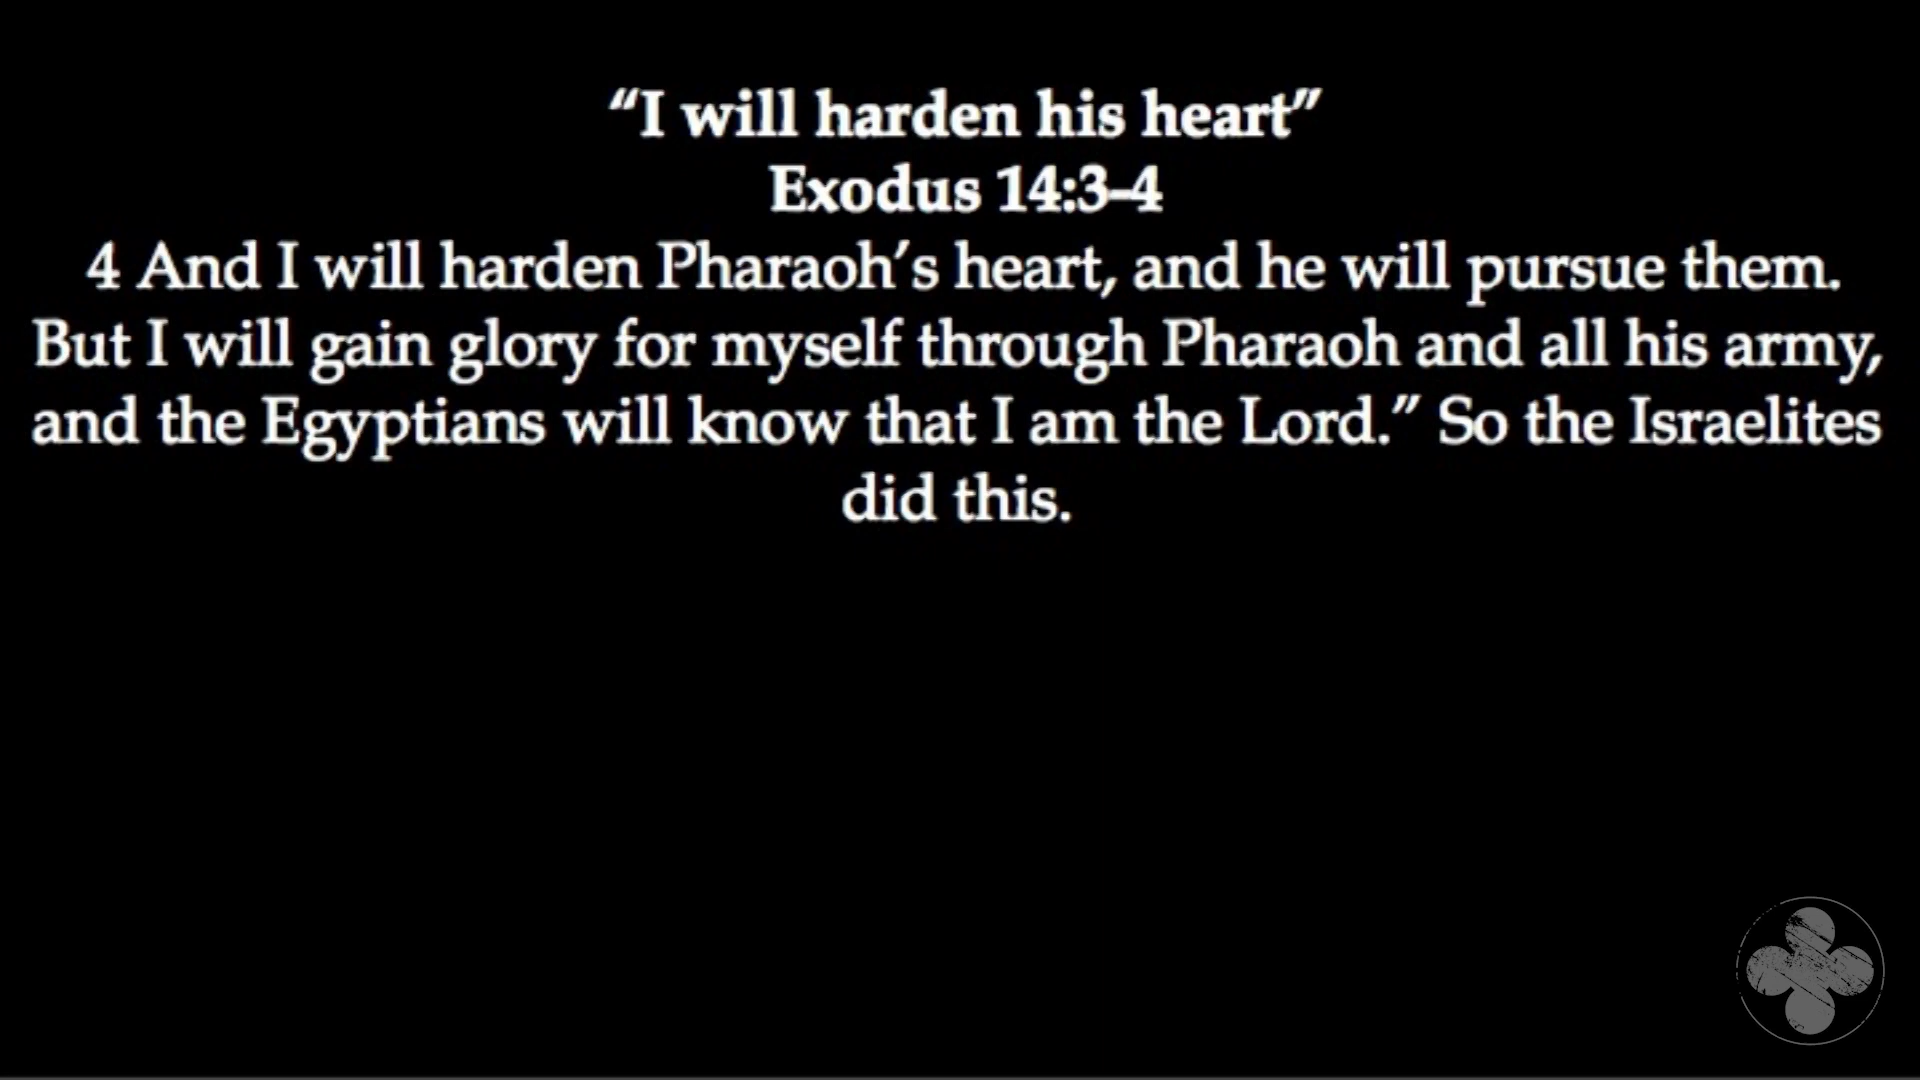 “I will harden his heart”
Exodus 14:3-4
4 And I will harden Pharaoh’s heart, and he will pursue them.
But I will gain glory for myself through Pharaoh and all his army,
and the Egyptians will know that I am the Lord.” So the Israelites
did this.